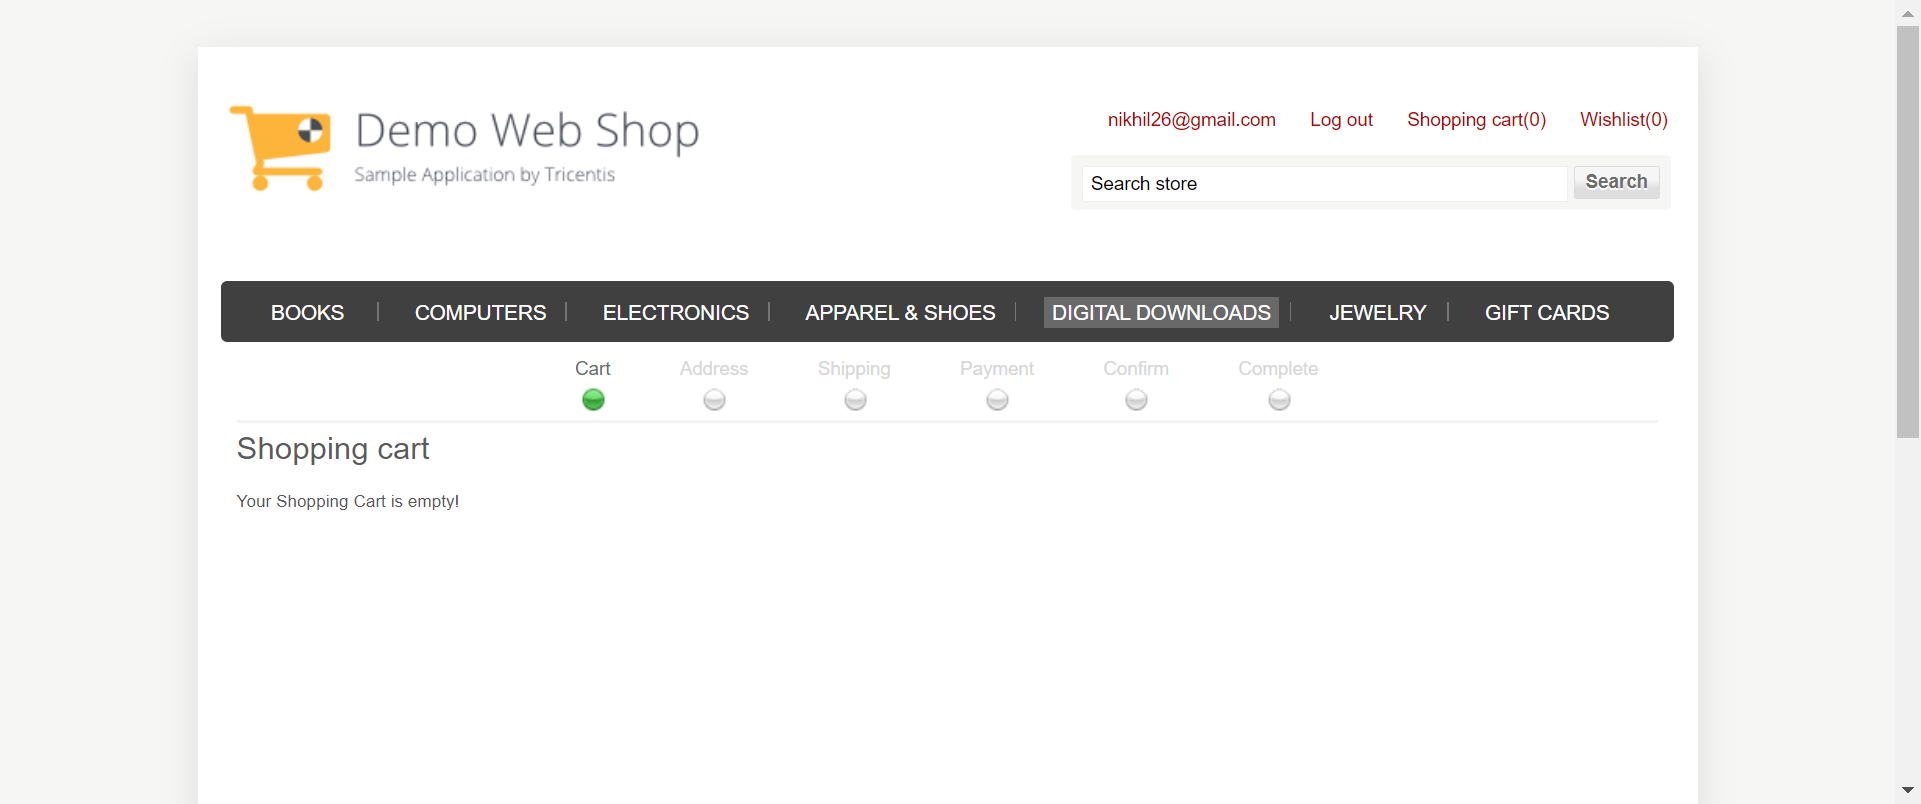 Demo Web Shop
Sample Application by Tricentis
nikhil26@gmail.com Log out Shopping cart(0) Wishlist(0)
Search store Search
BOOKS COMPUTERS ELECTRONICS APPAREL & SHOES DIGITAL DOWNLOADS JEWELRY GIFT CARDS
Cart Address Shipping Payment Confirm Complete
Shopping cart
Your Shopping Cart is empty!